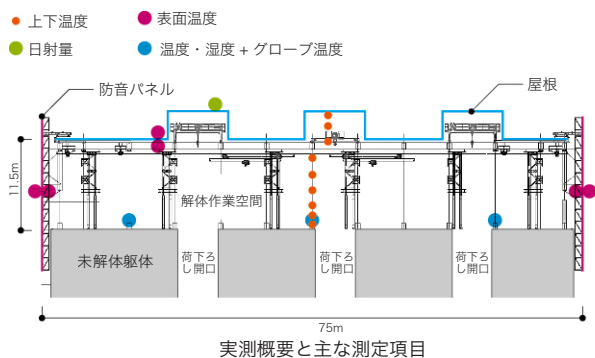 上下温度
表面温度
日射量
温度・湿度 + グローブ温度
防音パネル
屋根
11.5m
解体作業空間
未解体躯体
荷下ろ
し開口
荷下ろ
し開口
荷下ろ
し開口
75m
実測概要と主な測定項目